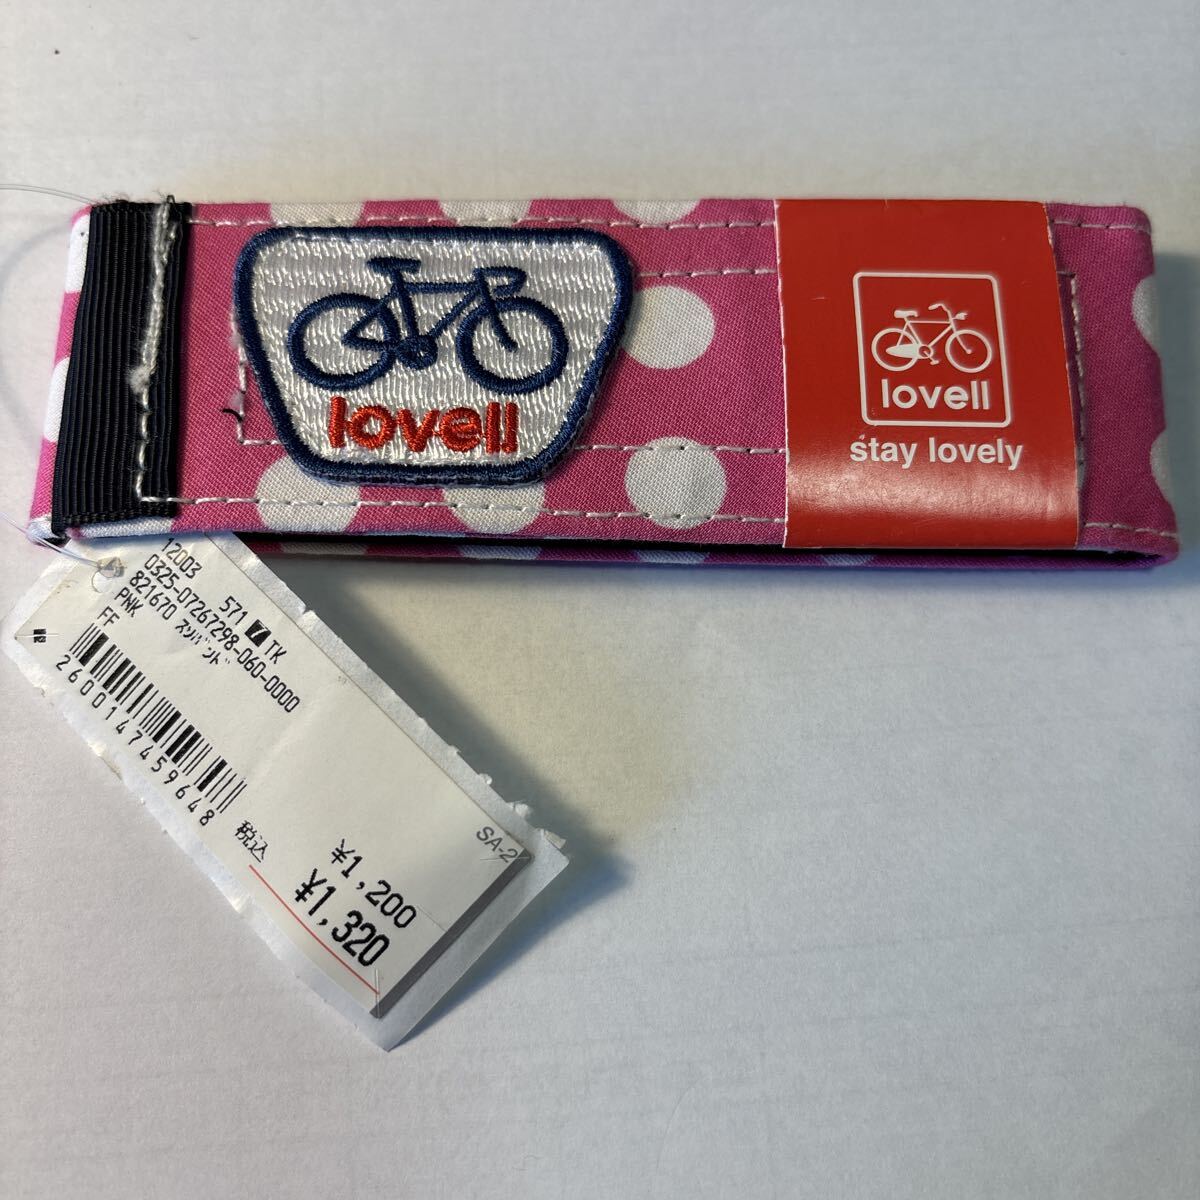 lovell
lovell
stay lovely
12003 571 7 TK
0325-07267298-060-0000
821670 スソバンド
PNK
FF
2600147459648
SA-2
¥1,200
税込
¥1,320